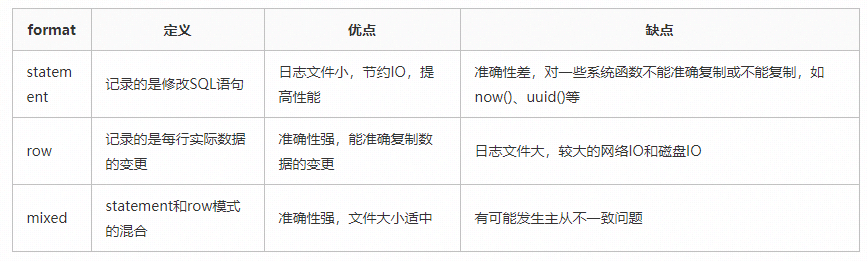 format 定义 优点 缺点
statem
ent
记录的是修改SQL语句
日志文件小，节约IO，提
高性能
准确性差，对一些系统函数不能准确复制或不能复制，如
now()、uuid()等
row
记录的是每行实际数据
的变更
准确性强，能准确复制数
据的变更
日志文件大，较大的网络IO和磁盘IO
mixed
statement和row模式
的混合
准确性强，文件大小适中
有可能发生主从不一致问题